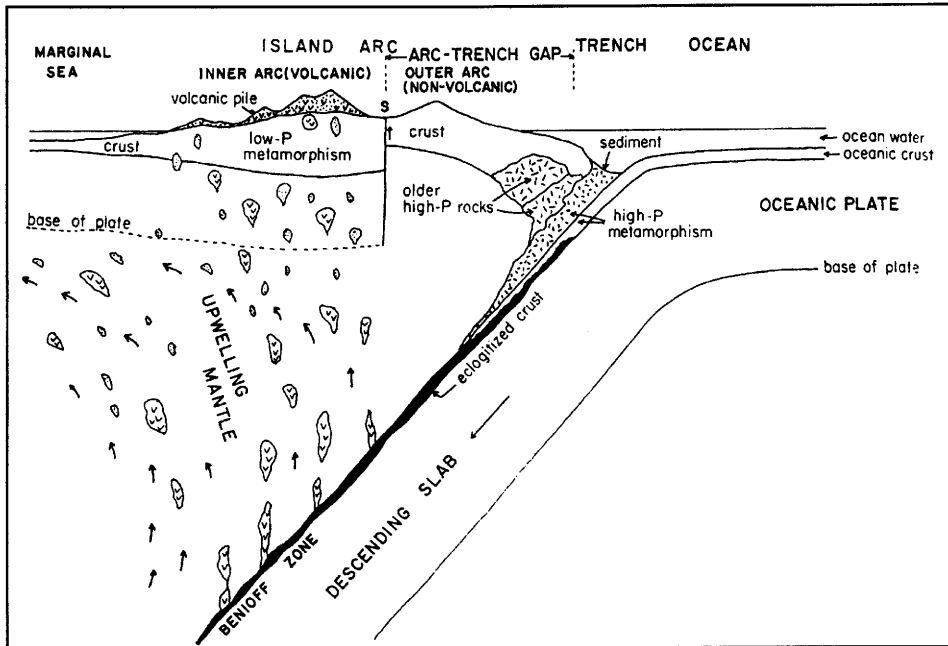 MARGINAL
SEA
ISLAND ARC
ARC-TRENCH GAP
TRENCH
OCEAN
INNER ARC(VOLCANIC)
OUTER ARC
(NON-VOLCANIC)
volcanic pile
S
crust
low-P
metamorphism
crust
sediment
ocean water
oceanic crust
older
high-P rocks
high-P
metamorphism
OCEANIC PLATE
base of plate
base of plate
UPWELLING
MANTLE
eclogitized crust
DESCENDING SLAB
BENIOFF ZONE